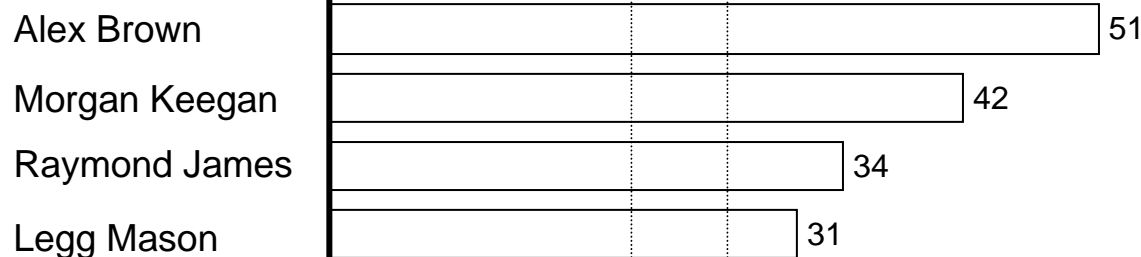 Alex Brown 51
Morgan Keegan 42
Raymond James 34
Legg Mason 31